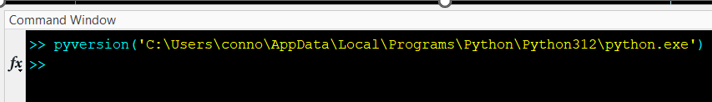 Command Window
>> pyversion('C:\Users\conno\AppData\Local\Programs\Python\Python312\python.exe')
fx >>